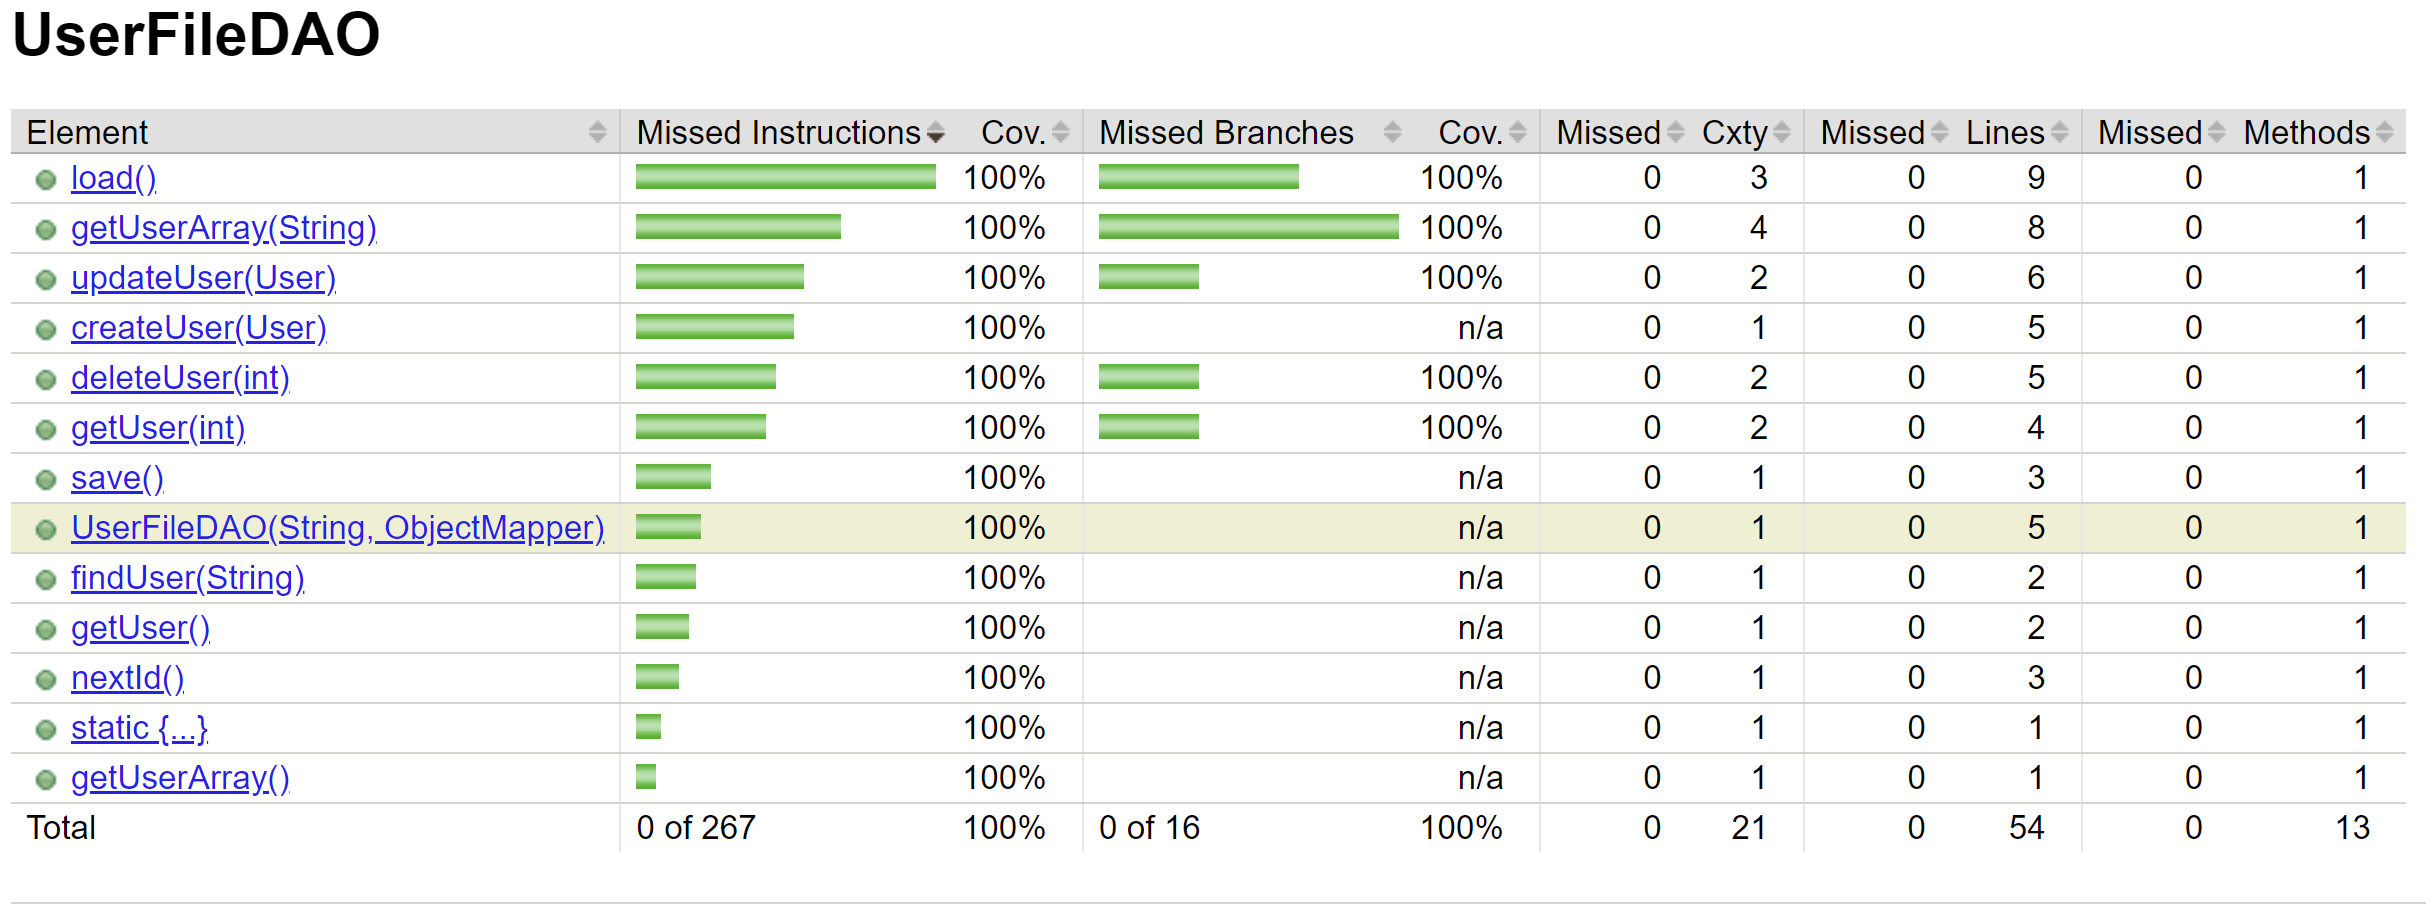 UserFileDAO
Element Missed Instructions Cov. Missed Branches Cov. Missed Cxty Missed Lines Missed Methods
load() 100% 100% 0 3 0 9 0 1
getUserArray(String) 100% 100% 0 4 0 8 0 1
updateUser(User) 100% 100% 0 2 0 6 0 1
createUser(User) 100% n/a 0 1 0 5 0 1
deleteUser(int) 100% 100% 0 2 0 5 0 1
getUser(int) 100% 100% 0 2 0 4 0 1
save() 100% n/a 0 1 0 3 0 1
UserFileDAO(String, ObjectMapper) 100% n/a 0 1 0 5 0 1
findUser(String) 100% n/a 0 1 0 2 0 1
getUser() 100% n/a 0 1 0 2 0 1
nextId() 100% n/a 0 1 0 3 0 1
static {...} 100% n/a 0 1 0 1 0 1
getUserArray() 100% n/a 0 1 0 1 0 1
Total 0 of 267 100% 0 of 16 100% 0 21 0 54 0 13